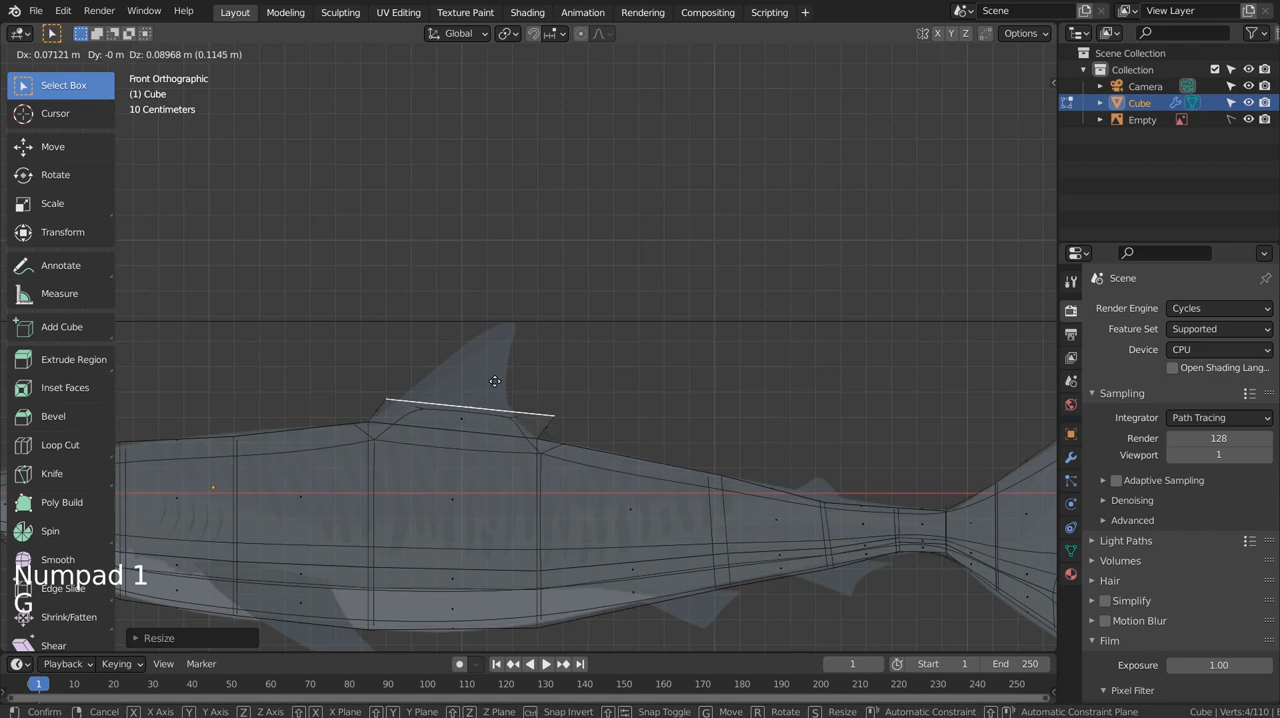 File Edit Render Window Help Layout Modeling Sculpting UV Editing Texture Paint Shading Animation Rendering Compositing Scripting + Scene View Layer
Global X Y Z Options
Dx: 0.07121 m Dy: -0 m Dz: 0.08968 m (0.1145 m)
Front Orthographic
(1) Cube
10 Centimeters
Select Box
Cursor
Move
Rotate
Scale
Transform
Annotate
Measure
Add Cube
Extrude Region
Inset Faces
Bevel
Loop Cut
Knife
Poly Build
Spin
Smooth
Edge Slide
Shrink/Fatten
Shear
Numpad 1
G
Resize
Scene Collection
Collection
Camera
Cube
Empty
Scene
Render Engine Cycles
Feature Set Supported
Device CPU
Open Shading Lang...
Sampling
Integrator Path Tracing
Render 128
Viewport 1
Adaptive Sampling
Denoising
Advanced
Light Paths
Volumes
Hair
Simplify
Motion Blur
Film
Exposure 1.00
Pixel Filter
Playback Keying View Marker 1 Start 1 End 250
1 10 20 30 40 50 60 70 80 90 100 110 120 130 140 150 160 170 180 190 200 210 220 230 240 250
Confirm Cancel X X Axis Y Y Axis Z Z Axis X X Plane Y Y Plane Z Z Plane Snap Invert Snap Toggle G Move R Rotate S Resize Automatic Constraint Automatic Constraint Plane Cube | Verts:4/110 |